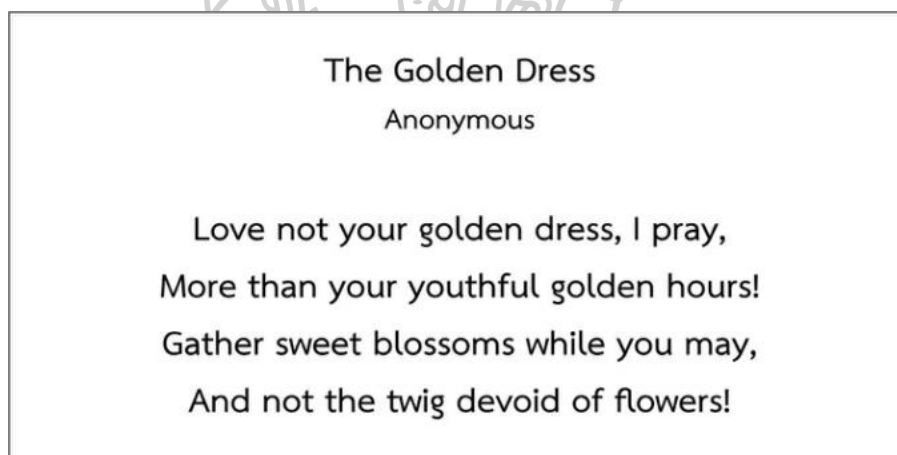 The Golden Dress
Anonymous
Love not your golden dress, I pray,
More than your youthful golden hours!
Gather sweet blossoms while you may,
And not the twig devoid of flowers!